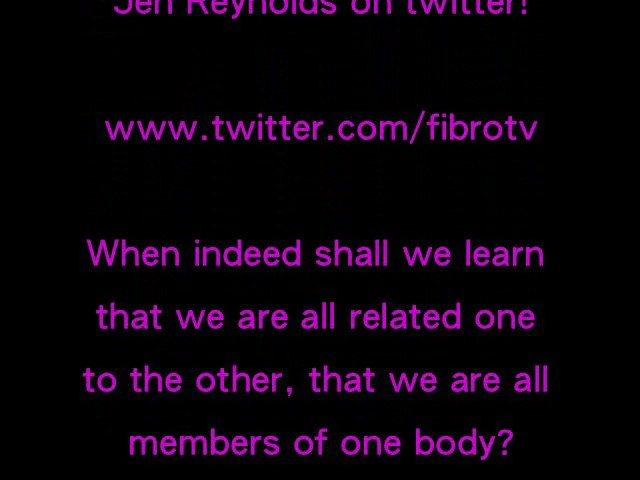 Jen Reynolds on twitter!
www.twitter.com/fibrotv
When indeed shall we learn
that we are all related one
to the other, that we are all
members of one body?